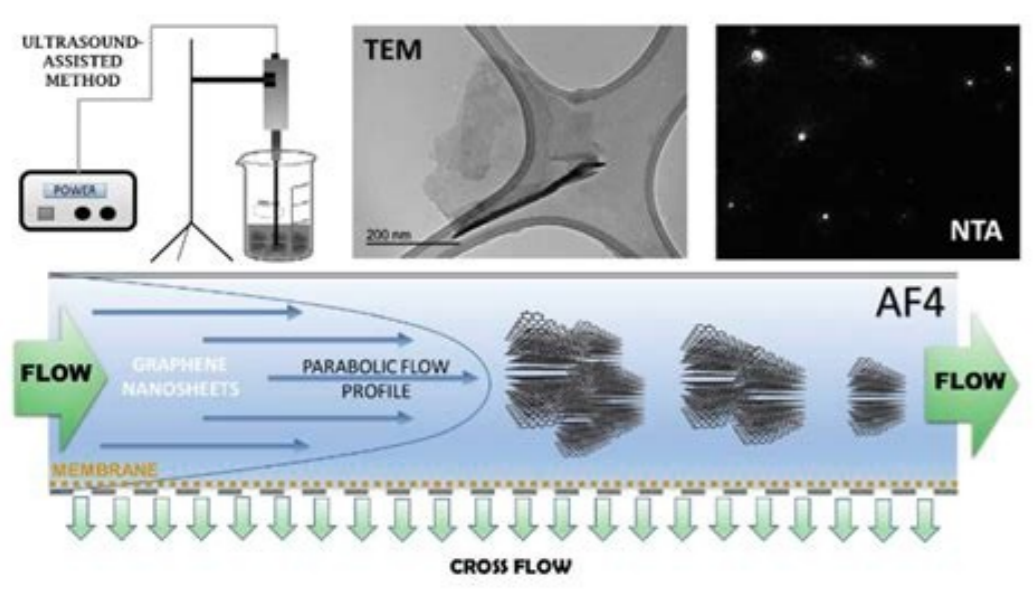 ULTRASOUND-
ASSISTED
METHOD
POWER
TEM
200 nm
NTA
AF4
FLOW
GRAPHENE
NANOSHEETS
PARABOLIC FLOW
PROFILE
FLOW
MEMBRANE
CROSS FLOW